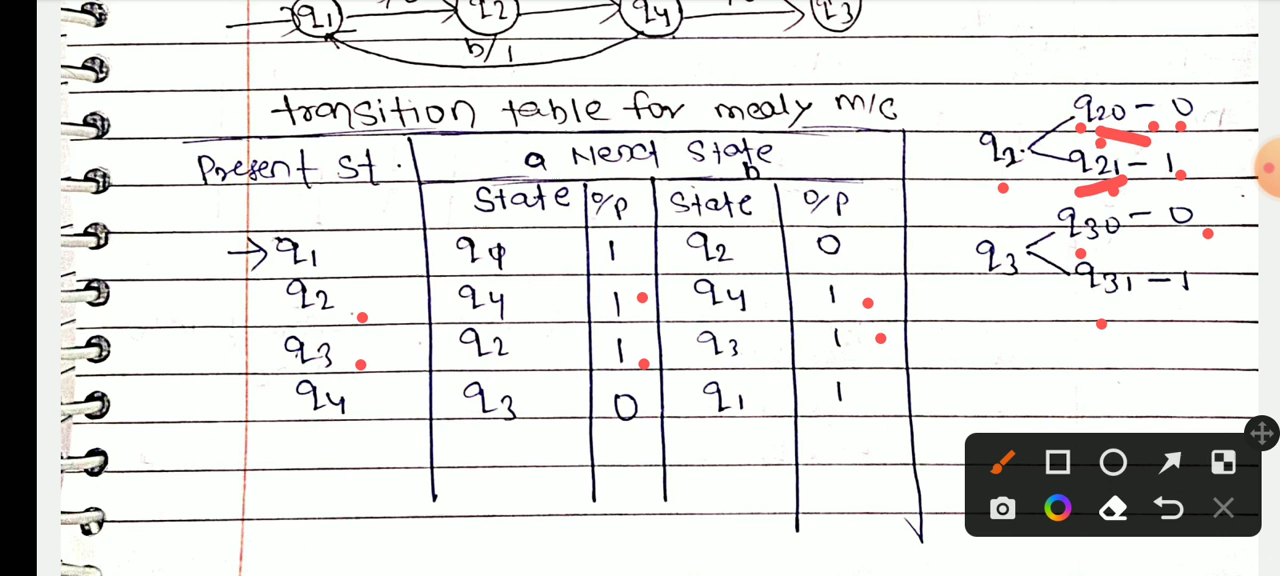 q1 q2 q4 q3
b/1
transition table for mealy m/c
Present St. a Next State
b
State O/P State O/P
→q1 q1 1 q2 0
q2 q4 1 q4 1
q3 q2 1 q3 1
q4 q3 0 q1 1
q20 - 0
q2
q21 - 1
q30 - 0
q3
q31 - 1